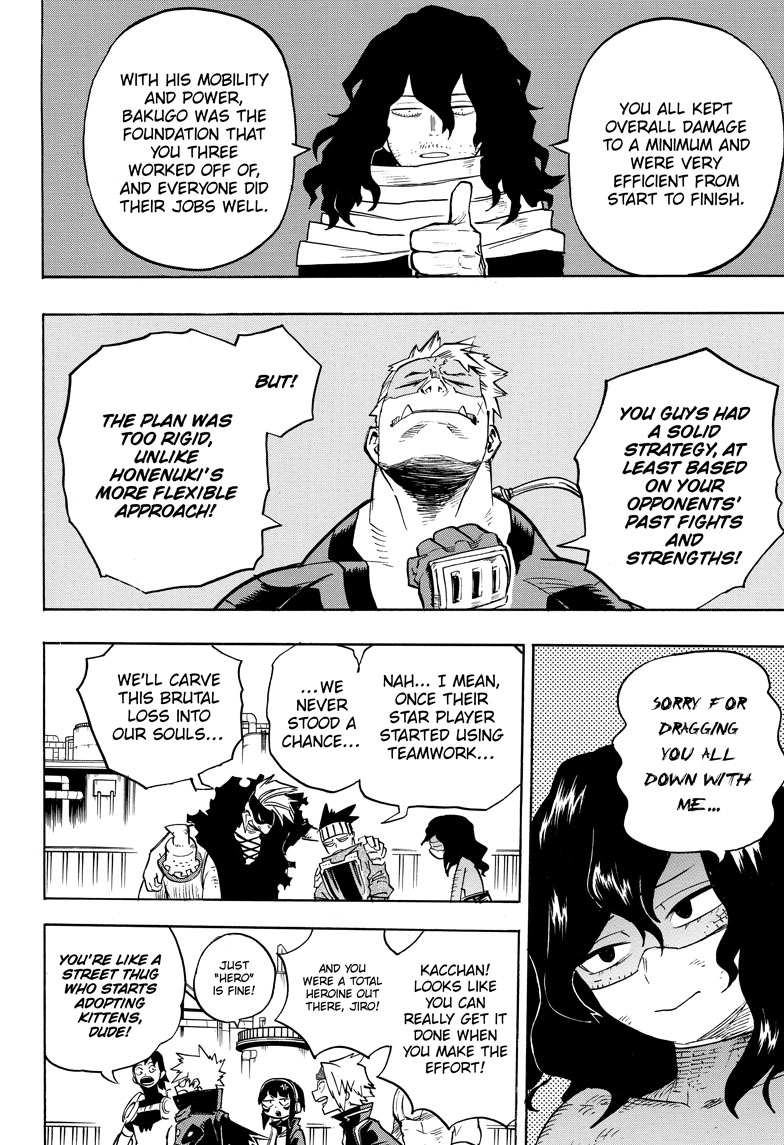 YOU ALL KEPT
OVERALL DAMAGE
TO A MINIMUM AND
WERE VERY
EFFICIENT FROM
START TO FINISH.
WITH HIS MOBILITY
AND POWER,
BAKUGO WAS THE
FOUNDATION THAT
YOU THREE
WORKED OFF OF,
AND EVERYONE DID
THEIR JOBS WELL.
YOU GUYS HAD
A SOLID
STRATEGY, AT
LEAST BASED
ON YOUR
OPPONENTS'
PAST FIGHTS
AND
STRENGTHS!
BUT!
THE PLAN WAS
TOO RIGID,
UNLIKE
HONENUKI'S
MORE FLEXIBLE
APPROACH!
SORRY FOR
DRAGGING
YOU ALL
DOWN WITH
ME...
NAH... I MEAN,
ONCE THEIR
STAR PLAYER
STARTED USING
TEAMWORK...
...WE
NEVER
STOOD A
CHANCE...
WE'LL CARVE
THIS BRUTAL
LOSS INTO
OUR SOULS...
KACCHAN!
LOOKS LIKE
YOU CAN
REALLY GET IT
DONE WHEN
YOU MAKE THE
EFFORT!
AND YOU
WERE A TOTAL
HEROINE OUT
THERE, JIRO!
JUST
"HERO"
IS FINE!
YOU'RE LIKE A
STREET THUG
WHO STARTS
ADOPTING
KITTENS,
DUDE!